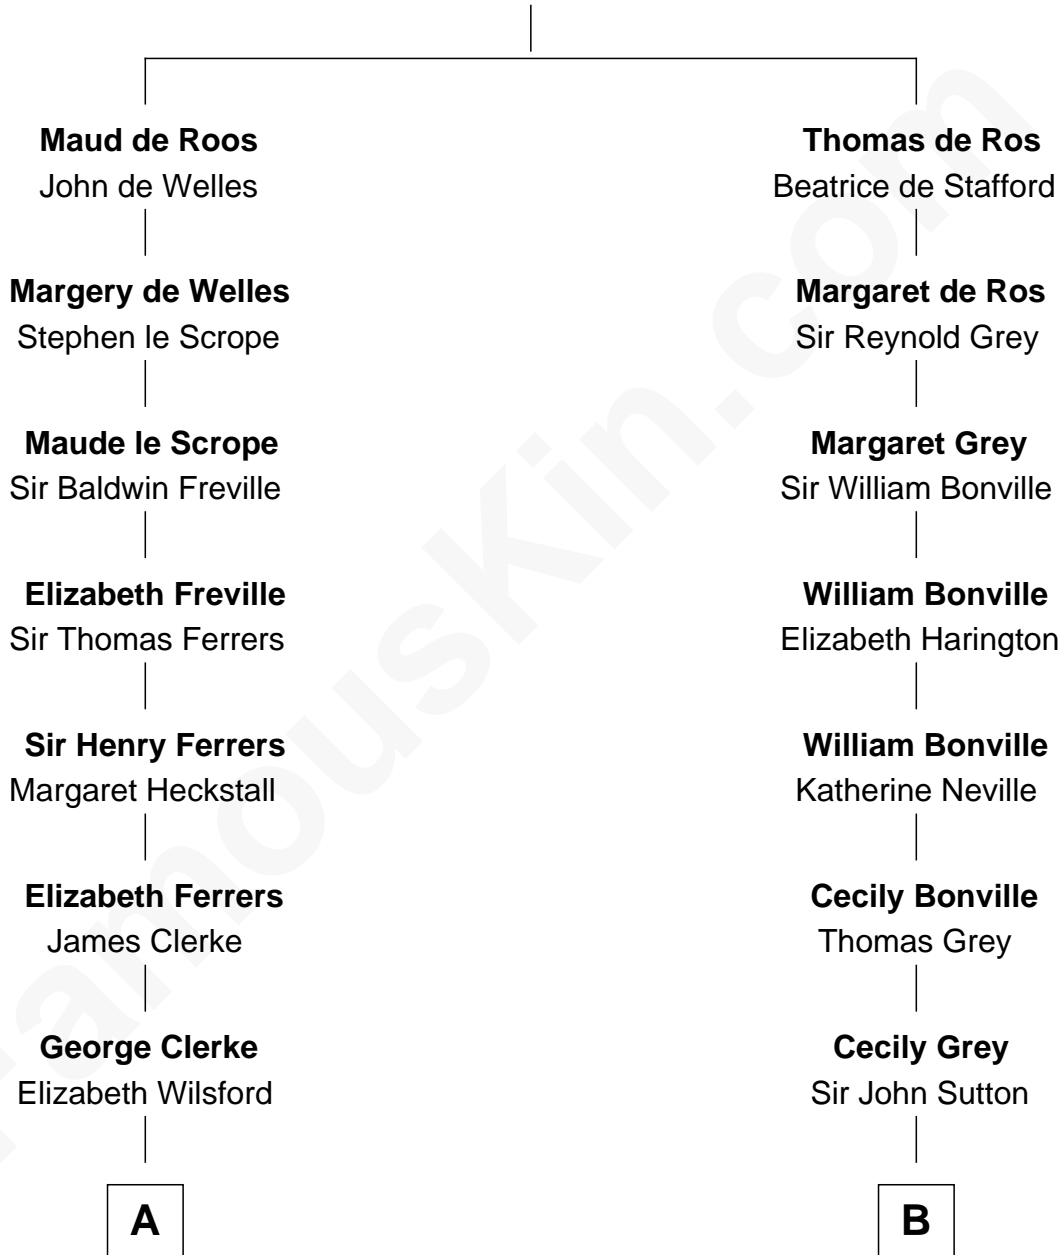 Maud de Roos
John de Welles
Thomas de Ros
Beatrice de Stafford
Margery de Welles
Stephen le Scrope
Margaret de Ros
Sir Reynold Grey
Maude le Scrope
Sir Baldwin Freville
Margaret Grey
Sir William Bonville
Elizabeth Freville
Sir Thomas Ferrers
William Bonville
Elizabeth Harington
Sir Henry Ferrers
Margaret Heckstall
William Bonville
Katherine Neville
Elizabeth Ferrers
James Clerke
Cecily Bonville
Thomas Grey
George Clerke
Elizabeth Wilsford
Cecily Grey
Sir John Sutton
A
B
FamousKin.com